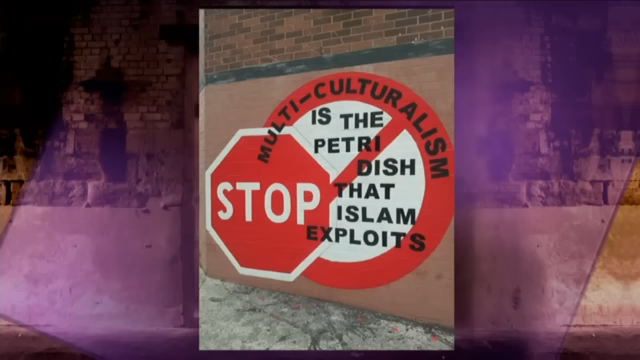 MULTI-CULTURALISM
IS THE
PETRI
DISH
THAT
ISLAM
EXPLOITS
STOP